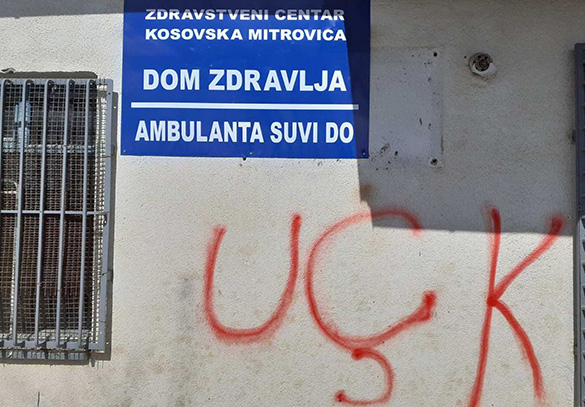 ZDRAVSTVENI CENTAR
KOSOVSKA MITROVICA
DOM ZDRAVLJA
AMBULANTA SUVI DO
UÇK